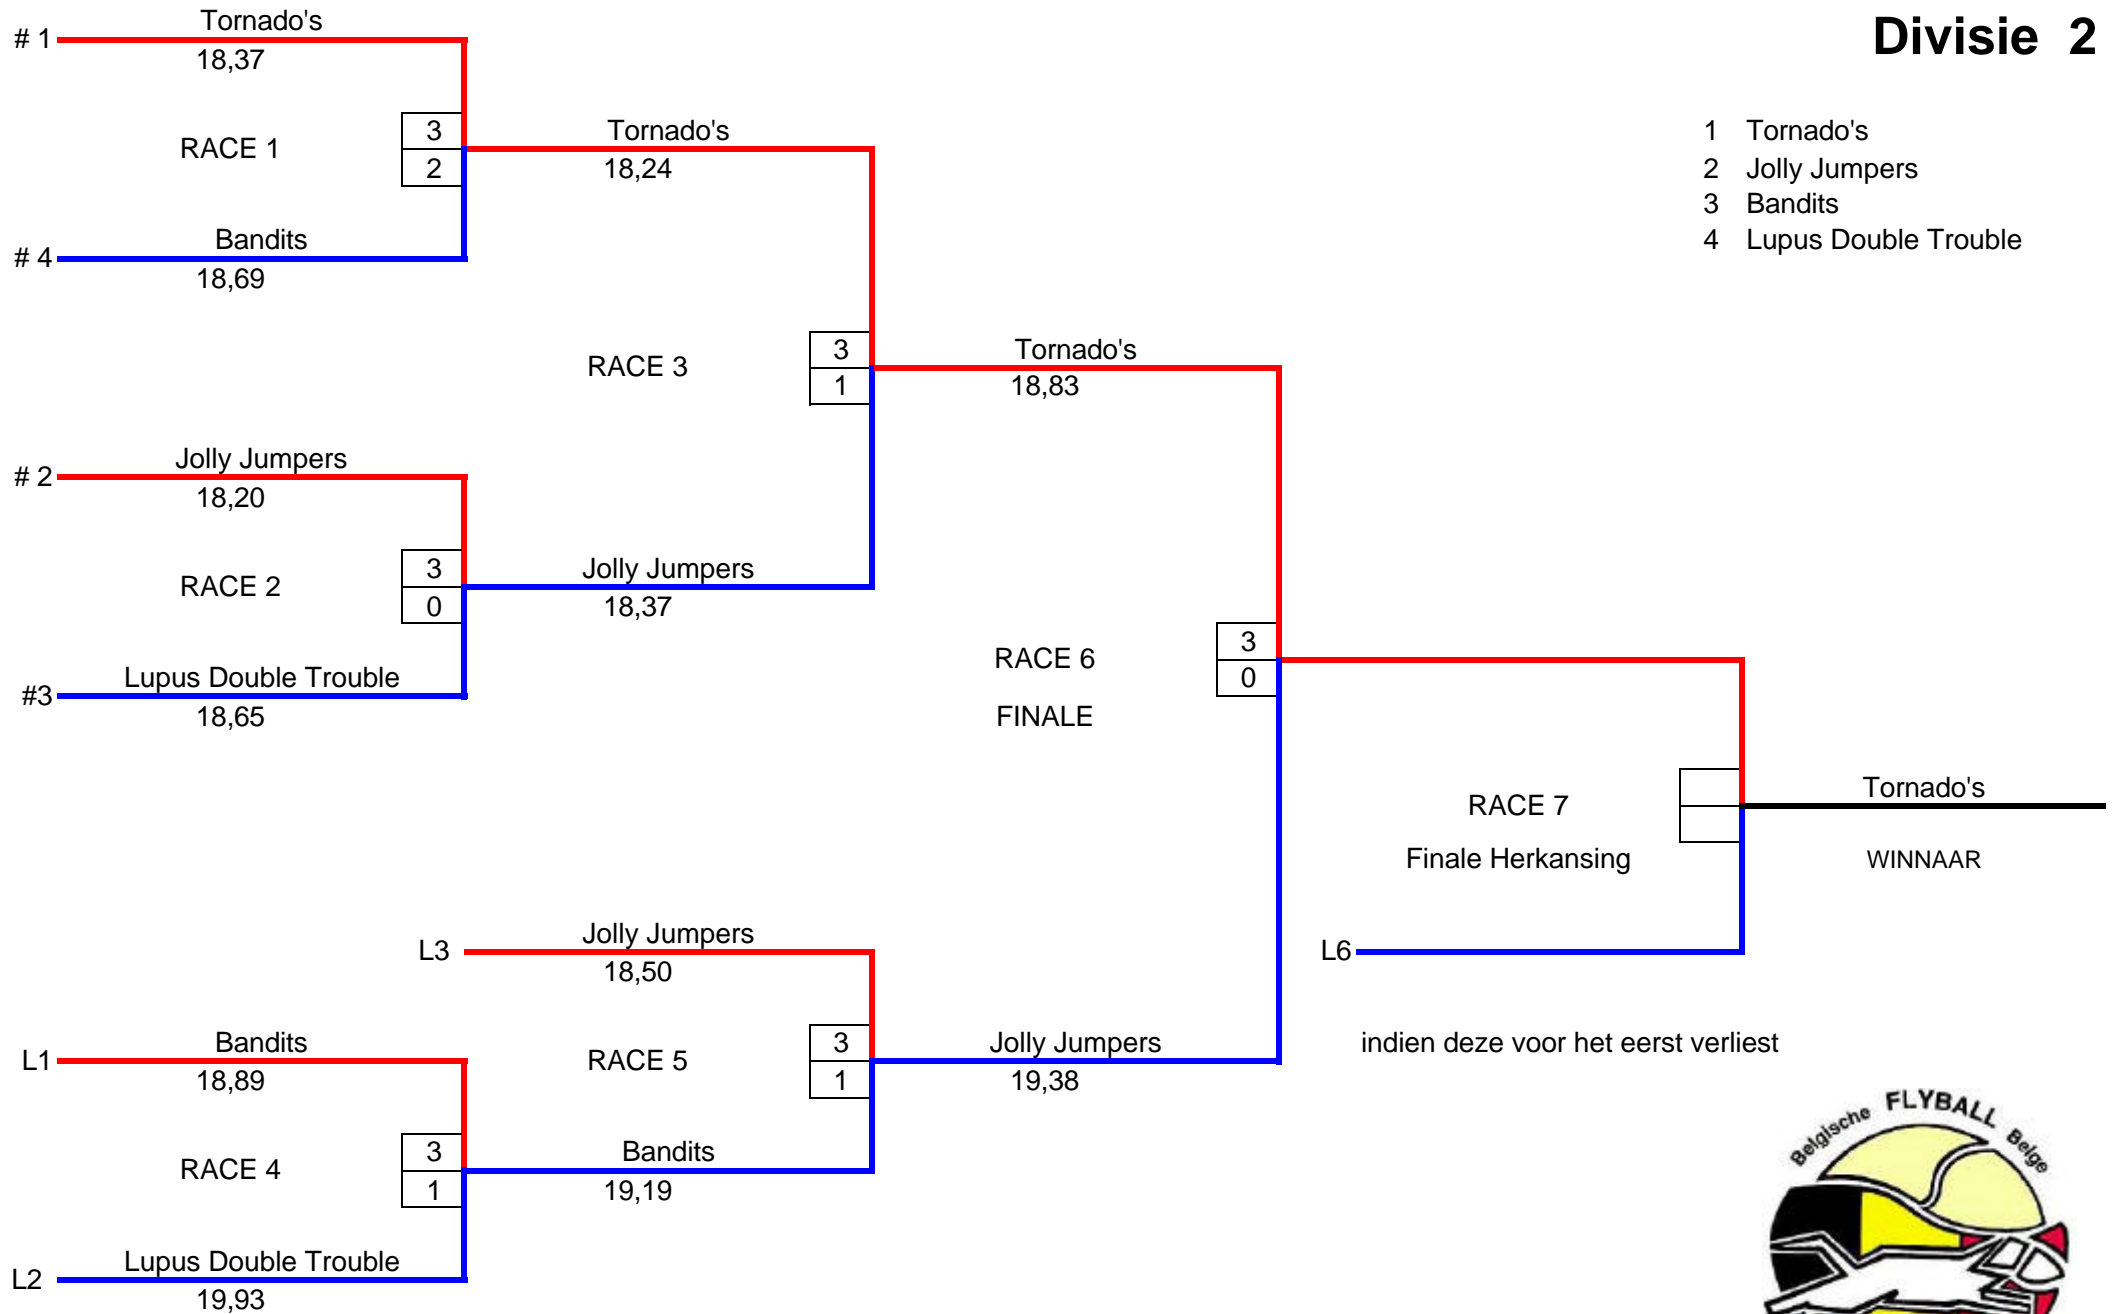 Tornado's
Divisie 2
# 1
18,37
RACE 1
3
2
Tornado's
18,24
1 Tornado's
2 Jolly Jumpers
3 Bandits
4 Lupus Double Trouble
Bandits
# 4
18,69
RACE 3
3
1
Tornado's
18,83
Jolly Jumpers
# 2
18,20
RACE 2
3
0
Jolly Jumpers
18,37
Lupus Double Trouble
#3
18,65
RACE 6
3
0
FINALE
RACE 7
Finale Herkansing
Tornado's
WINNAAR
L3
Jolly Jumpers
18,50
L6
indien deze voor het eerst verliest
L1
Bandits
18,89
RACE 5
3
1
Jolly Jumpers
19,38
RACE 4
3
1
Bandits
19,19
L2
Lupus Double Trouble
19,93
Belgische FLYBALL Belge